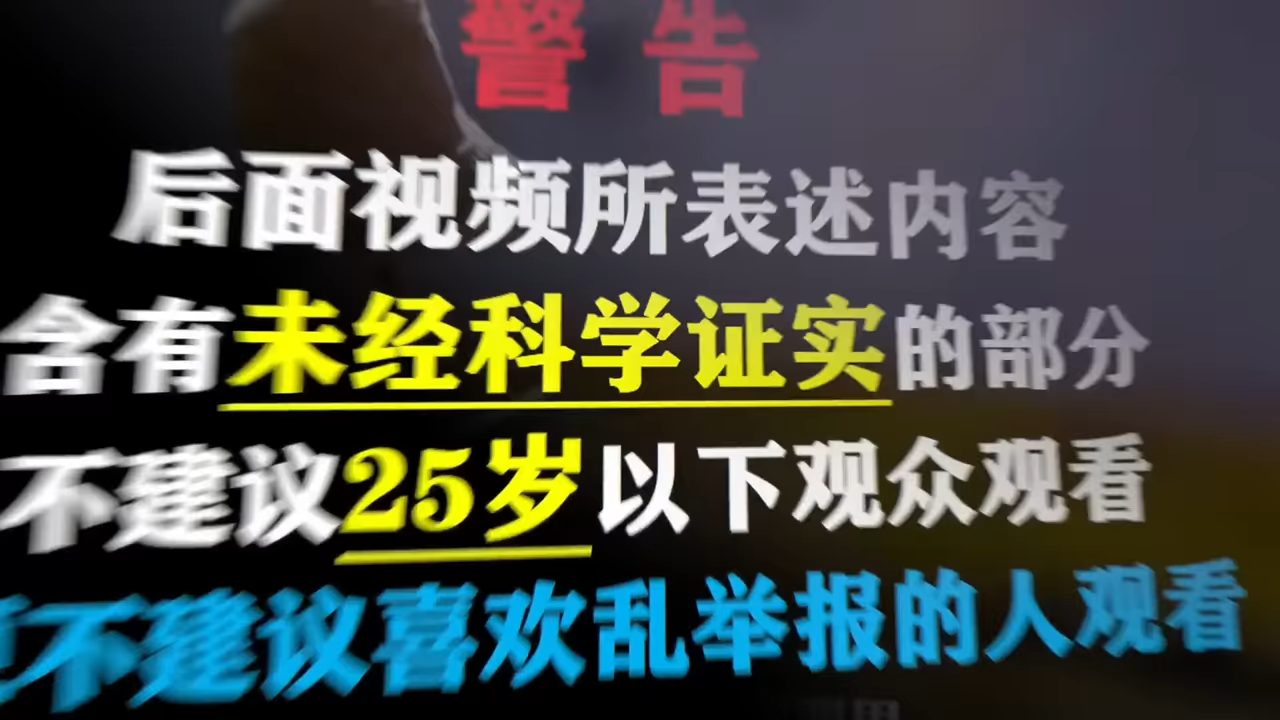 警告
后面视频所表述内容
含有未经科学证实的部分
不建议25岁以下观众观看
不建议喜欢乱举报的人观看